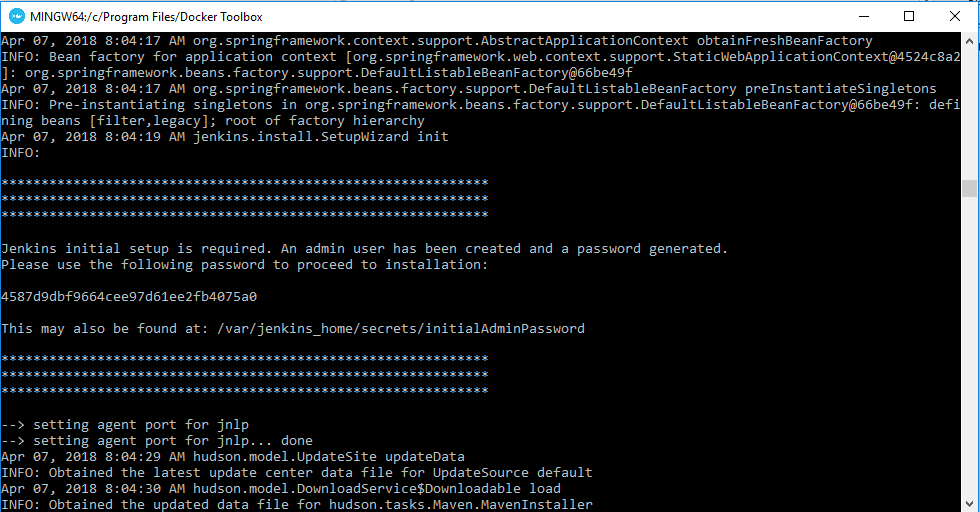 MINGW64:/c/Program Files/Docker Toolbox
Apr 07, 2018 8:04:17 AM org.springframework.context.support.AbstractApplicationContext obtainFreshBeanFactory
INFO: Bean factory for application context [org.springframework.web.context.support.StaticWebApplicationContext@4524c8a2
]: org.springframework.beans.factory.support.DefaultListableBeanFactory@66be49f
Apr 07, 2018 8:04:17 AM org.springframework.beans.factory.support.DefaultListableBeanFactory preInstantiateSingletons
INFO: Pre-instantiating singletons in org.springframework.beans.factory.support.DefaultListableBeanFactory@66be49f: defi
ning beans [filter,legacy]; root of factory hierarchy
Apr 07, 2018 8:04:19 AM jenkins.install.SetupWizard init
INFO:
*************************************************************
*************************************************************
*************************************************************
Jenkins initial setup is required. An admin user has been created and a password generated.
Please use the following password to proceed to installation:
4587d9dbf9664cee97d61ee2fb4075a0
This may also be found at: /var/jenkins_home/secrets/initialAdminPassword
*************************************************************
*************************************************************
*************************************************************
--> setting agent port for jnlp
--> setting agent port for jnlp... done
Apr 07, 2018 8:04:29 AM hudson.model.UpdateSite updateData
INFO: Obtained the latest update center data file for UpdateSource default
Apr 07, 2018 8:04:30 AM hudson.model.DownloadService$Downloadable load
INFO: Obtained the updated data file for hudson.tasks.Maven.MavenInstaller